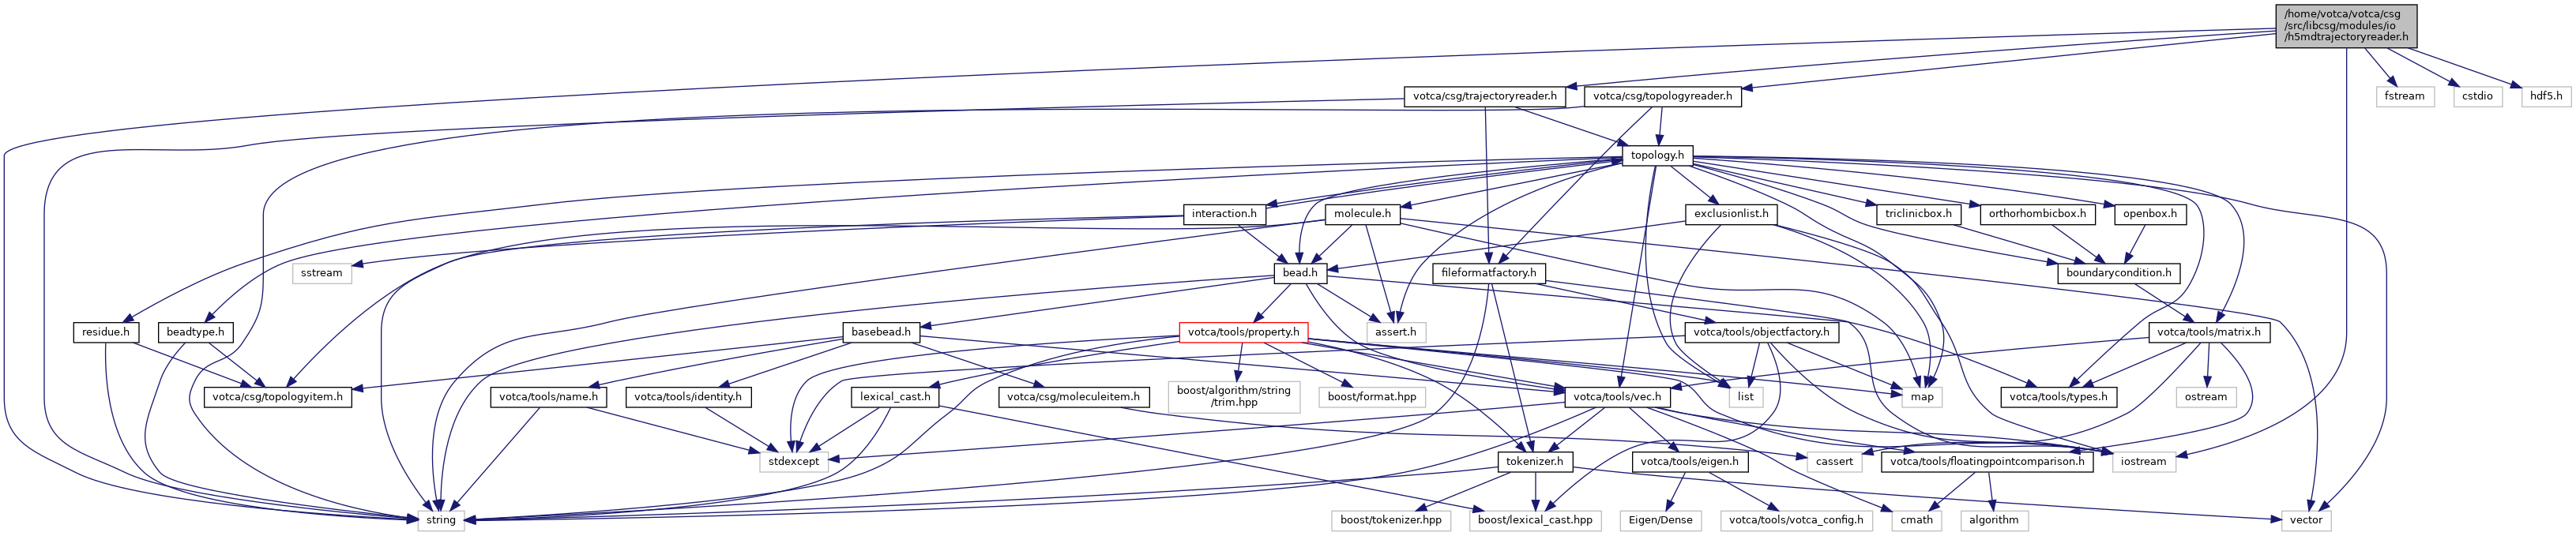 /home/votca/votca/csg
/src/libcsg/modules/io
/h5mdtrajectoryreader.h
votca/csg/trajectoryreader.h
votca/csg/topologyreader.h
fstream
cstdio
hdf5.h
topology.h
interaction.h
molecule.h
exclusionlist.h
triclinicbox.h
orthorhombicbox.h
openbox.h
sstream
bead.h
fileformatfactory.h
boundarycondition.h
residue.h
beadtype.h
basebead.h
votca/tools/property.h
assert.h
votca/tools/objectfactory.h
votca/tools/matrix.h
votca/csg/topologyitem.h
votca/tools/name.h
votca/tools/identity.h
lexical_cast.h
votca/csg/moleculeitem.h
boost/algorithm/string
/trim.hpp
boost/format.hpp
votca/tools/vec.h
list
map
votca/tools/types.h
ostream
stdexcept
tokenizer.h
votca/tools/eigen.h
cassert
votca/tools/floatingpointcomparison.h
iostream
string
boost/tokenizer.hpp
boost/lexical_cast.hpp
Eigen/Dense
votca/tools/votca_config.h
cmath
algorithm
vector